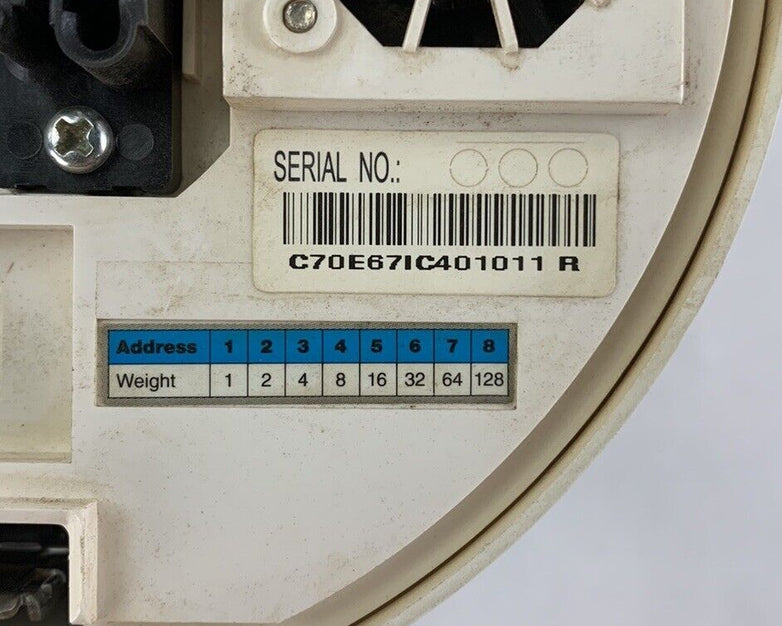 SERIAL NO.:
C70E67IC401011 R
Address 1 2 3 4 5 6 7 8
Weight 1 2 4 8 16 32 64 128